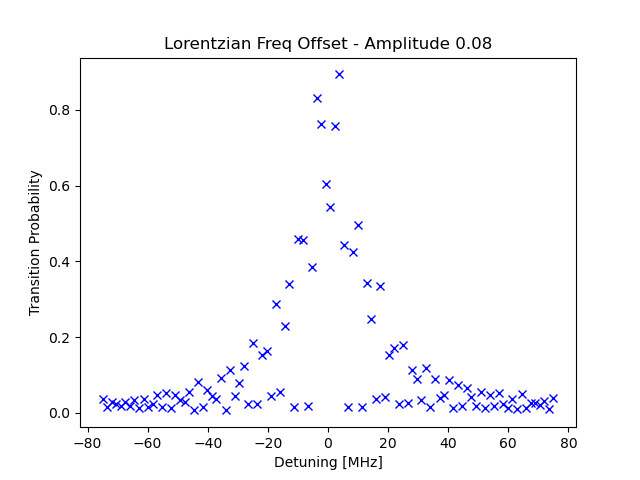 Lorentzian Freq Offset - Amplitude 0.08
Transition Probability
0.8
0.6
0.4
0.2
0.0
−80 −60 −40 −20 0 20 40 60 80
Detuning [MHz]